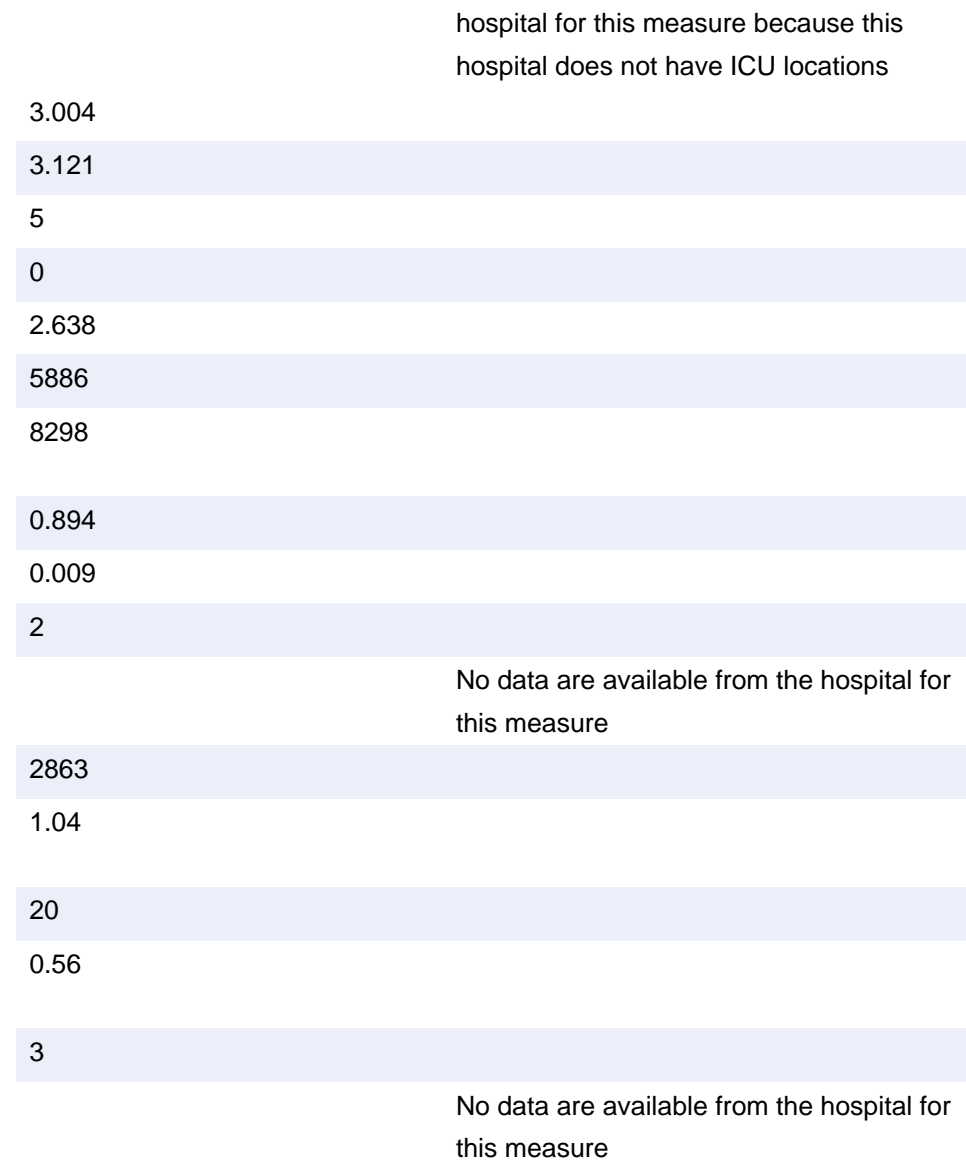 hospital for this measure because this
hospital does not have ICU locations
3.004
3.121
5
0
2.638
5886
8298
0.894
0.009
2
No data are available from the hospital for
this measure
2863
1.04
20
0.56
3
No data are available from the hospital for
this measure